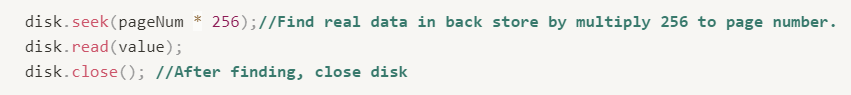 disk.seek(pageNum * 256);//Find real data in back store by multiply 256 to page number.
disk.read(value);
disk.close(); //After finding, close disk